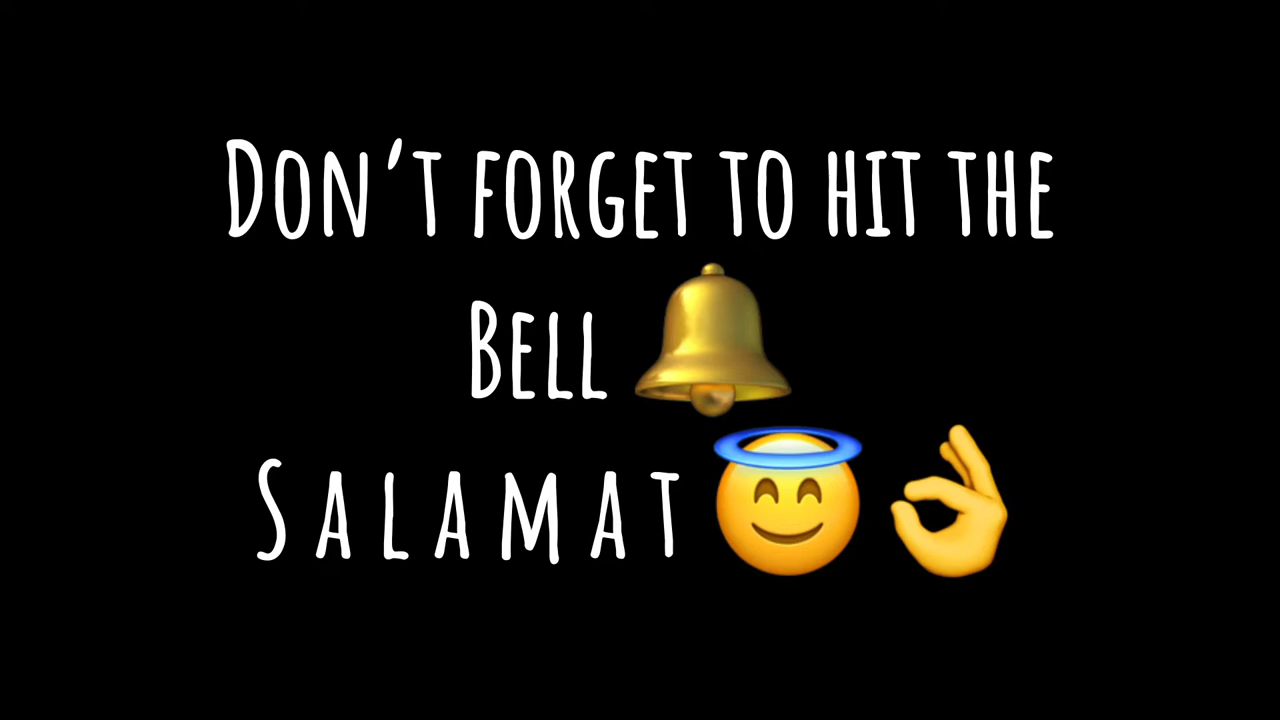 Don't forget to hit the
Bell 🔔
Salamat 😇 👌